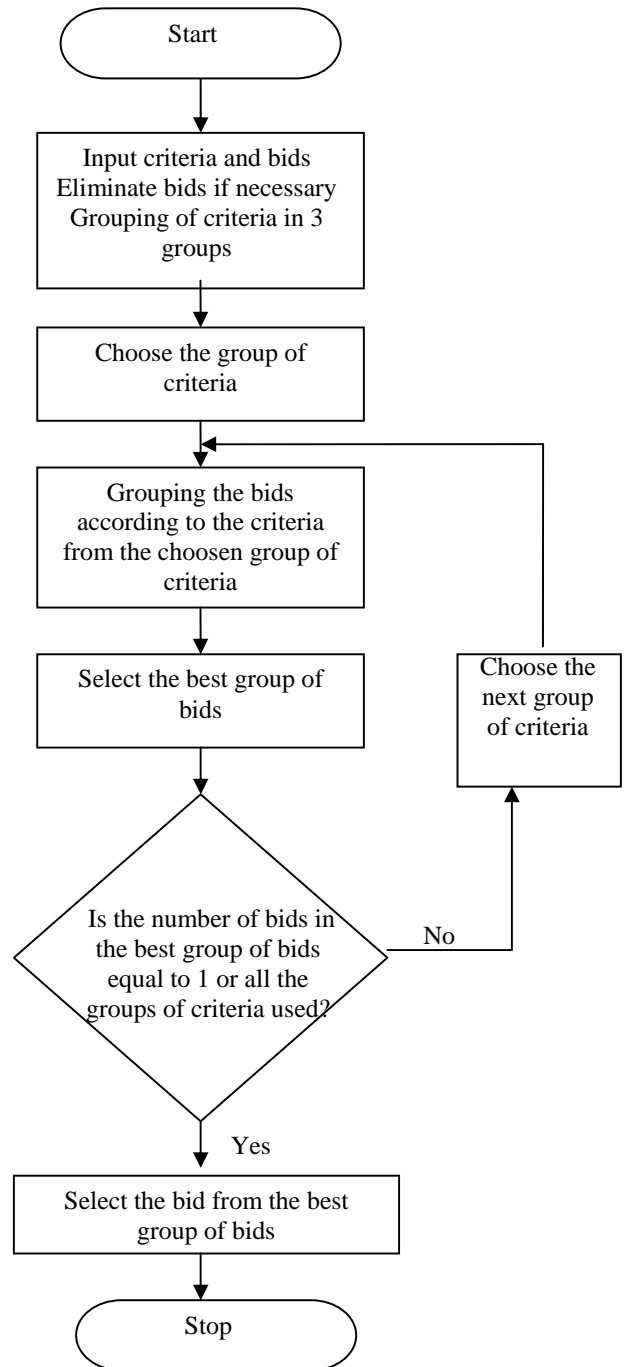 Start
Input criteria and bids
Eliminate bids if necessary
Grouping of criteria in 3
groups
Choose the group of
criteria
Grouping the bids
according to the criteria
from the choosen group of
criteria
Select the best group of
bids
Choose the
next group
of criteria
Is the number of bids in
the best group of bids
equal to 1 or all the
groups of criteria used?
No
Yes
Select the bid from the best
group of bids
Stop